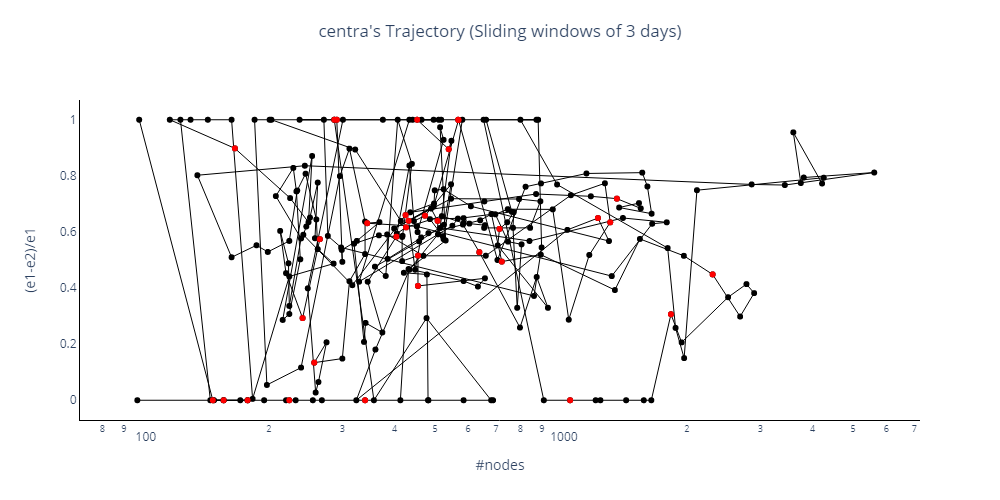 centra's Trajectory (Sliding windows of 3 days)
(e1-e2)/e1
1
0.8
0.6
0.4
0.2
0
8 9 100 2 3 4 5 6 7 8 9 1000 2 3 4 5 6 7
#nodes